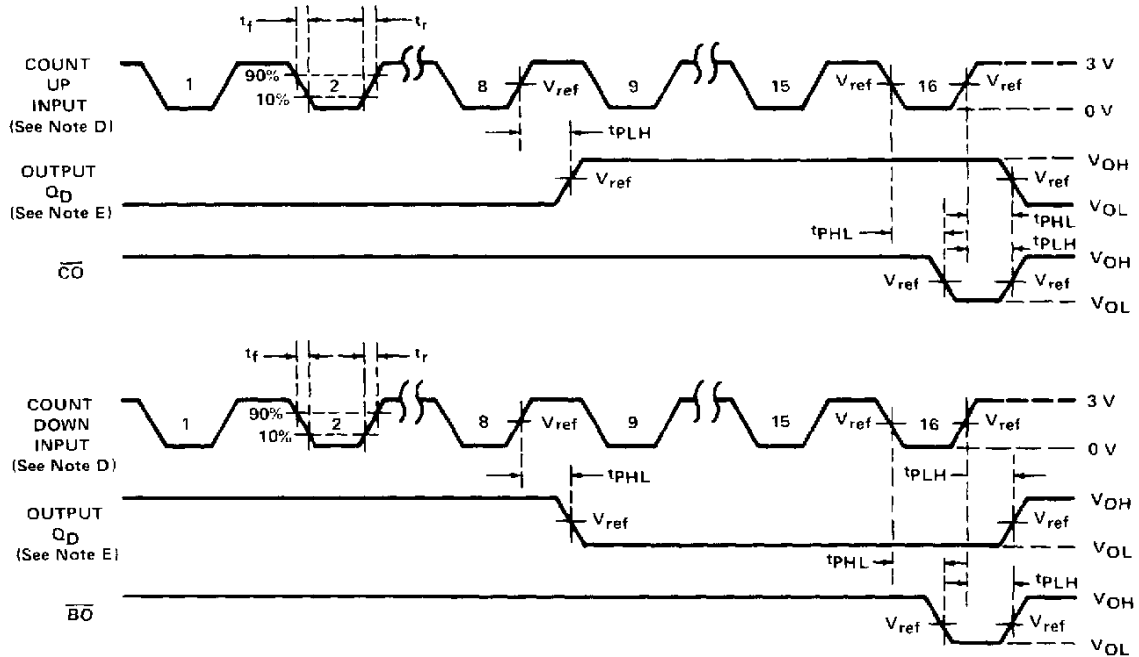 tf tr
COUNT
UP
INPUT
(See Note D)
90%
10%
1 2 8 9 15 16
Vref Vref Vref
3 V
0 V
tPLH
OUTPUT
QD
(See Note E)
Vref Vref
VOH
VOL
tPHL tPHL
tPLH
CO
Vref Vref
VOH
VOL
tf tr
COUNT
DOWN
INPUT
(See Note D)
90%
10%
1 2 8 9 15 16
Vref Vref Vref
3 V
0 V
tPHL tPLH
OUTPUT
QD
(See Note E)
Vref Vref
VOH
VOL
tPHL tPLH
BO
Vref Vref
VOH
VOL